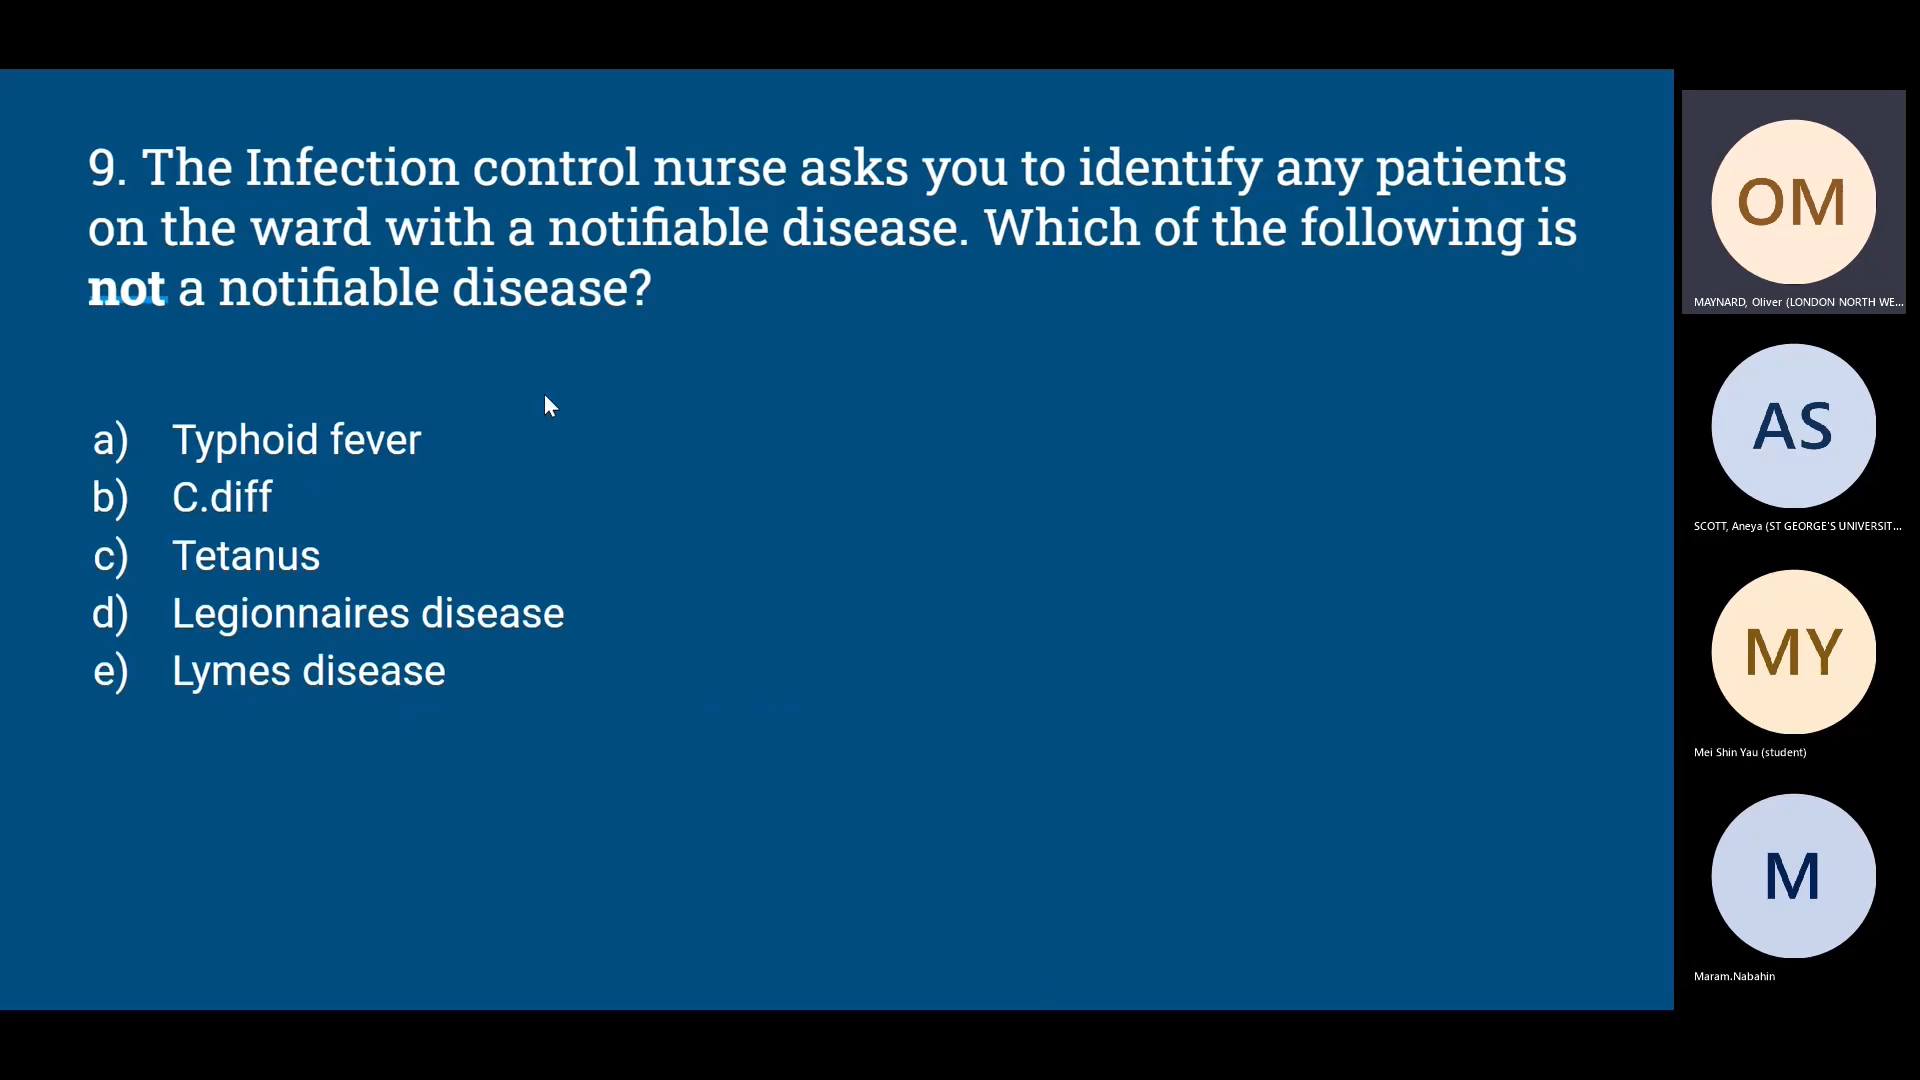 9. The Infection control nurse asks you to identify any patients
on the ward with a notifiable disease. Which of the following is
not a notifiable disease?
a) Typhoid fever
b) C.diff
c) Tetanus
d) Legionnaires disease
e) Lymes disease
OM
MAYNARD, Oliver (LONDON NORTH WE...
AS
SCOTT, Aneya (ST GEORGE'S UNIVERSIT...
MY
Mei Shin Yau (student)
M
Maram.Nabahin